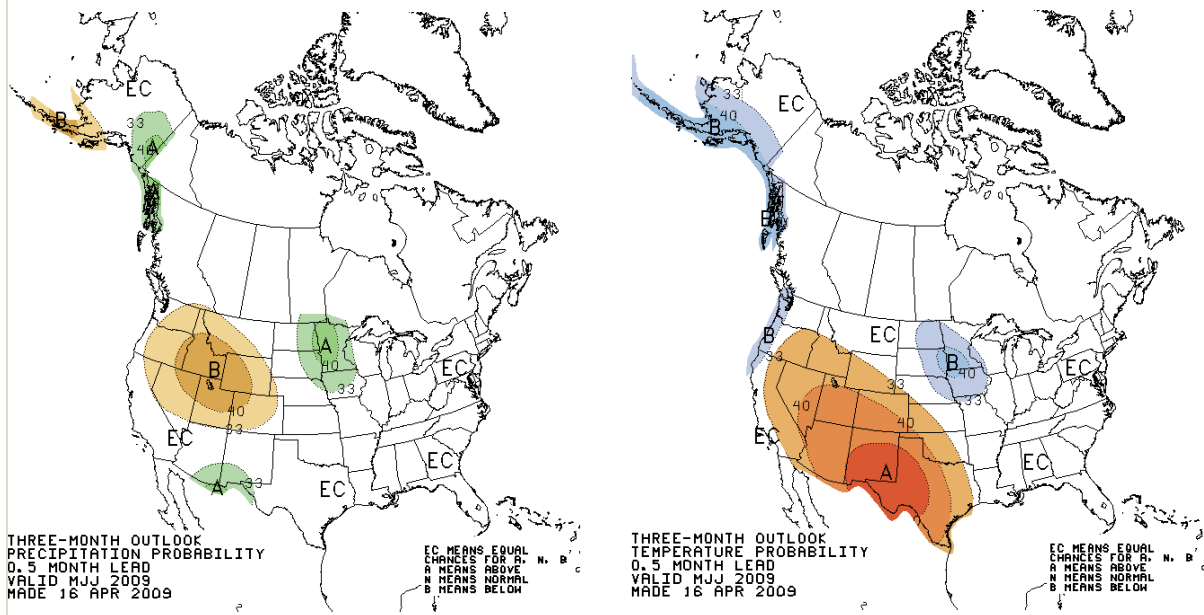 EC
33
B
40
A
A
A
40
33
B
EC
40
33
EC
EC
EC
A
33
THREE-MONTH OUTLOOK
PRECIPITATION PROBABILITY
0.5 MONTH LEAD
VALID MJJ 2009
MADE 16 APR 2009
EC MEANS EQUAL
CHANCES FOR A, N, B
A MEANS ABOVE
N MEANS NORMAL
B MEANS BELOW
33
EC
40
B
B
B
33
EC
B
40
33
EC
33
40
40
EC
EC
A
THREE-MONTH OUTLOOK
TEMPERATURE PROBABILITY
0.5 MONTH LEAD
VALID MJJ 2009
MADE 16 APR 2009
EC MEANS EQUAL
CHANCES FOR A, N, B
A MEANS ABOVE
N MEANS NORMAL
B MEANS BELOW